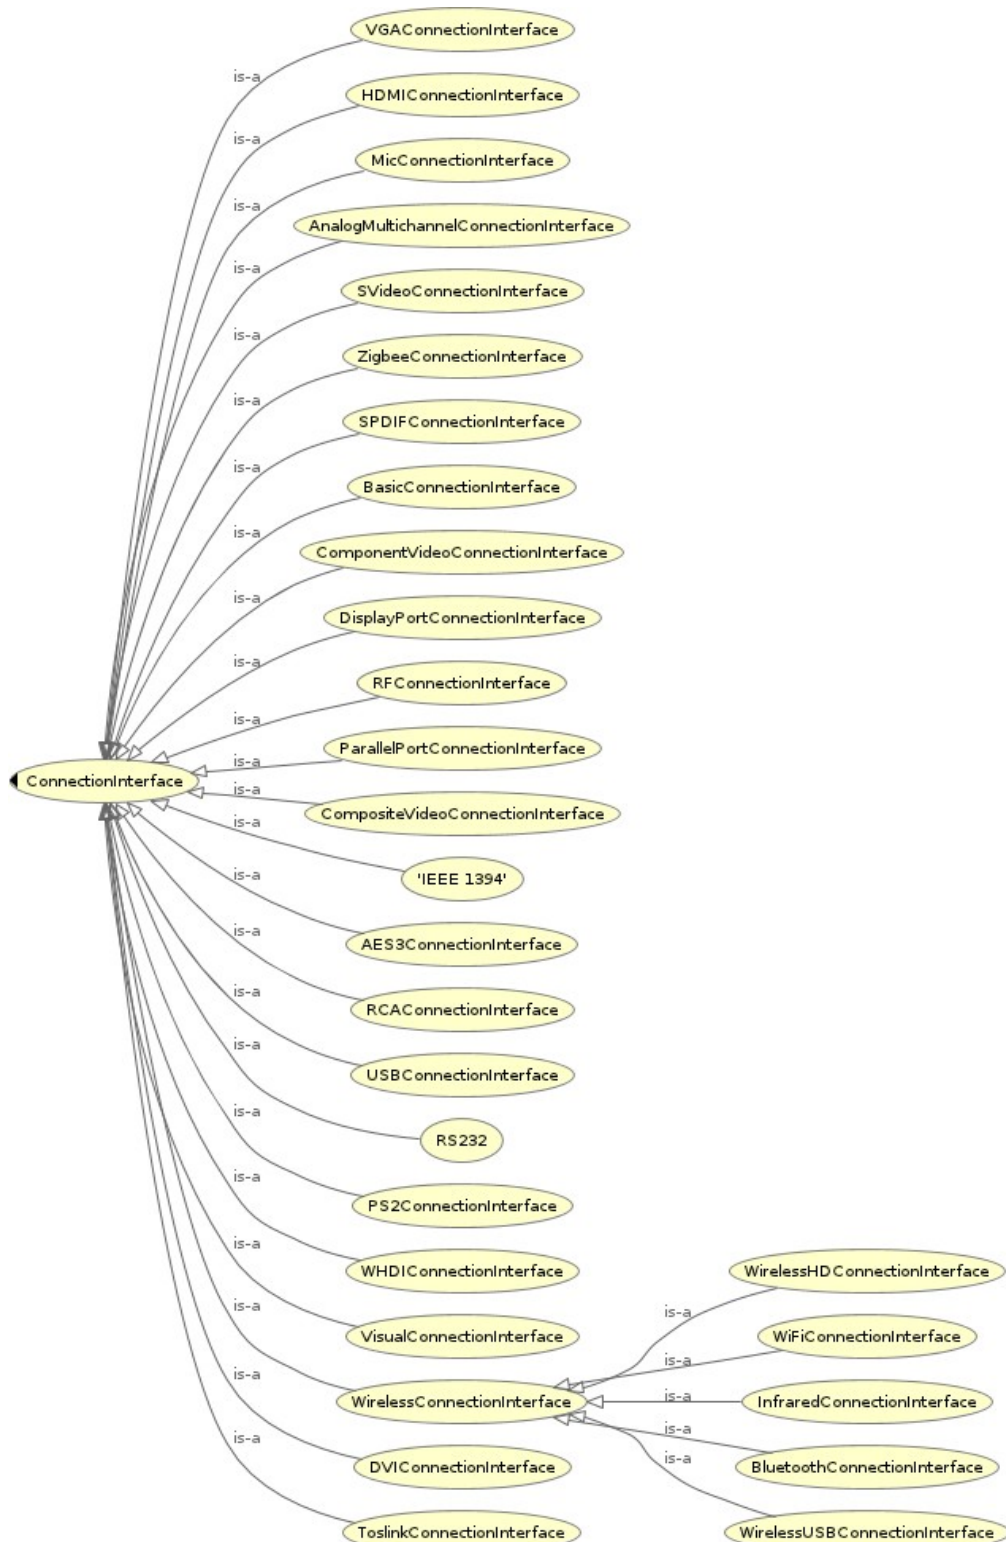 VGAConnectionInterface
is-a
HDMIConnectionInterface
is-a
MicConnectionInterface
is-a
AnalogMultichannelConnectionInterface
is-a
SVideoConnectionInterface
is-a
ZigbeeConnectionInterface
is-a
SPDIFConnectionInterface
is-a
BasicConnectionInterface
is-a
ComponentVideoConnectionInterface
is-a
DisplayPortConnectionInterface
is-a
RFConnectionInterface
is-a
ParallelPortConnectionInterface
is-a
ConnectionInterface
is-a
CompositeVideoConnectionInterface
is-a
'IEEE 1394'
is-a
AES3ConnectionInterface
is-a
RCAConnectionInterface
is-a
USBConnectionInterface
is-a
RS232
is-a
PS2ConnectionInterface
is-a
WHDIConnectionInterface
is-a
VisualConnectionInterface
is-a
WirelessConnectionInterface
is-a
DVIConnectionInterface
is-a
ToslinkConnectionInterface
WirelessHDConnectionInterface
is-a
WiFiConnectionInterface
is-a
InfraredConnectionInterface
is-a
BluetoothConnectionInterface
is-a
WirelessUSBConnectionInterface
is-a